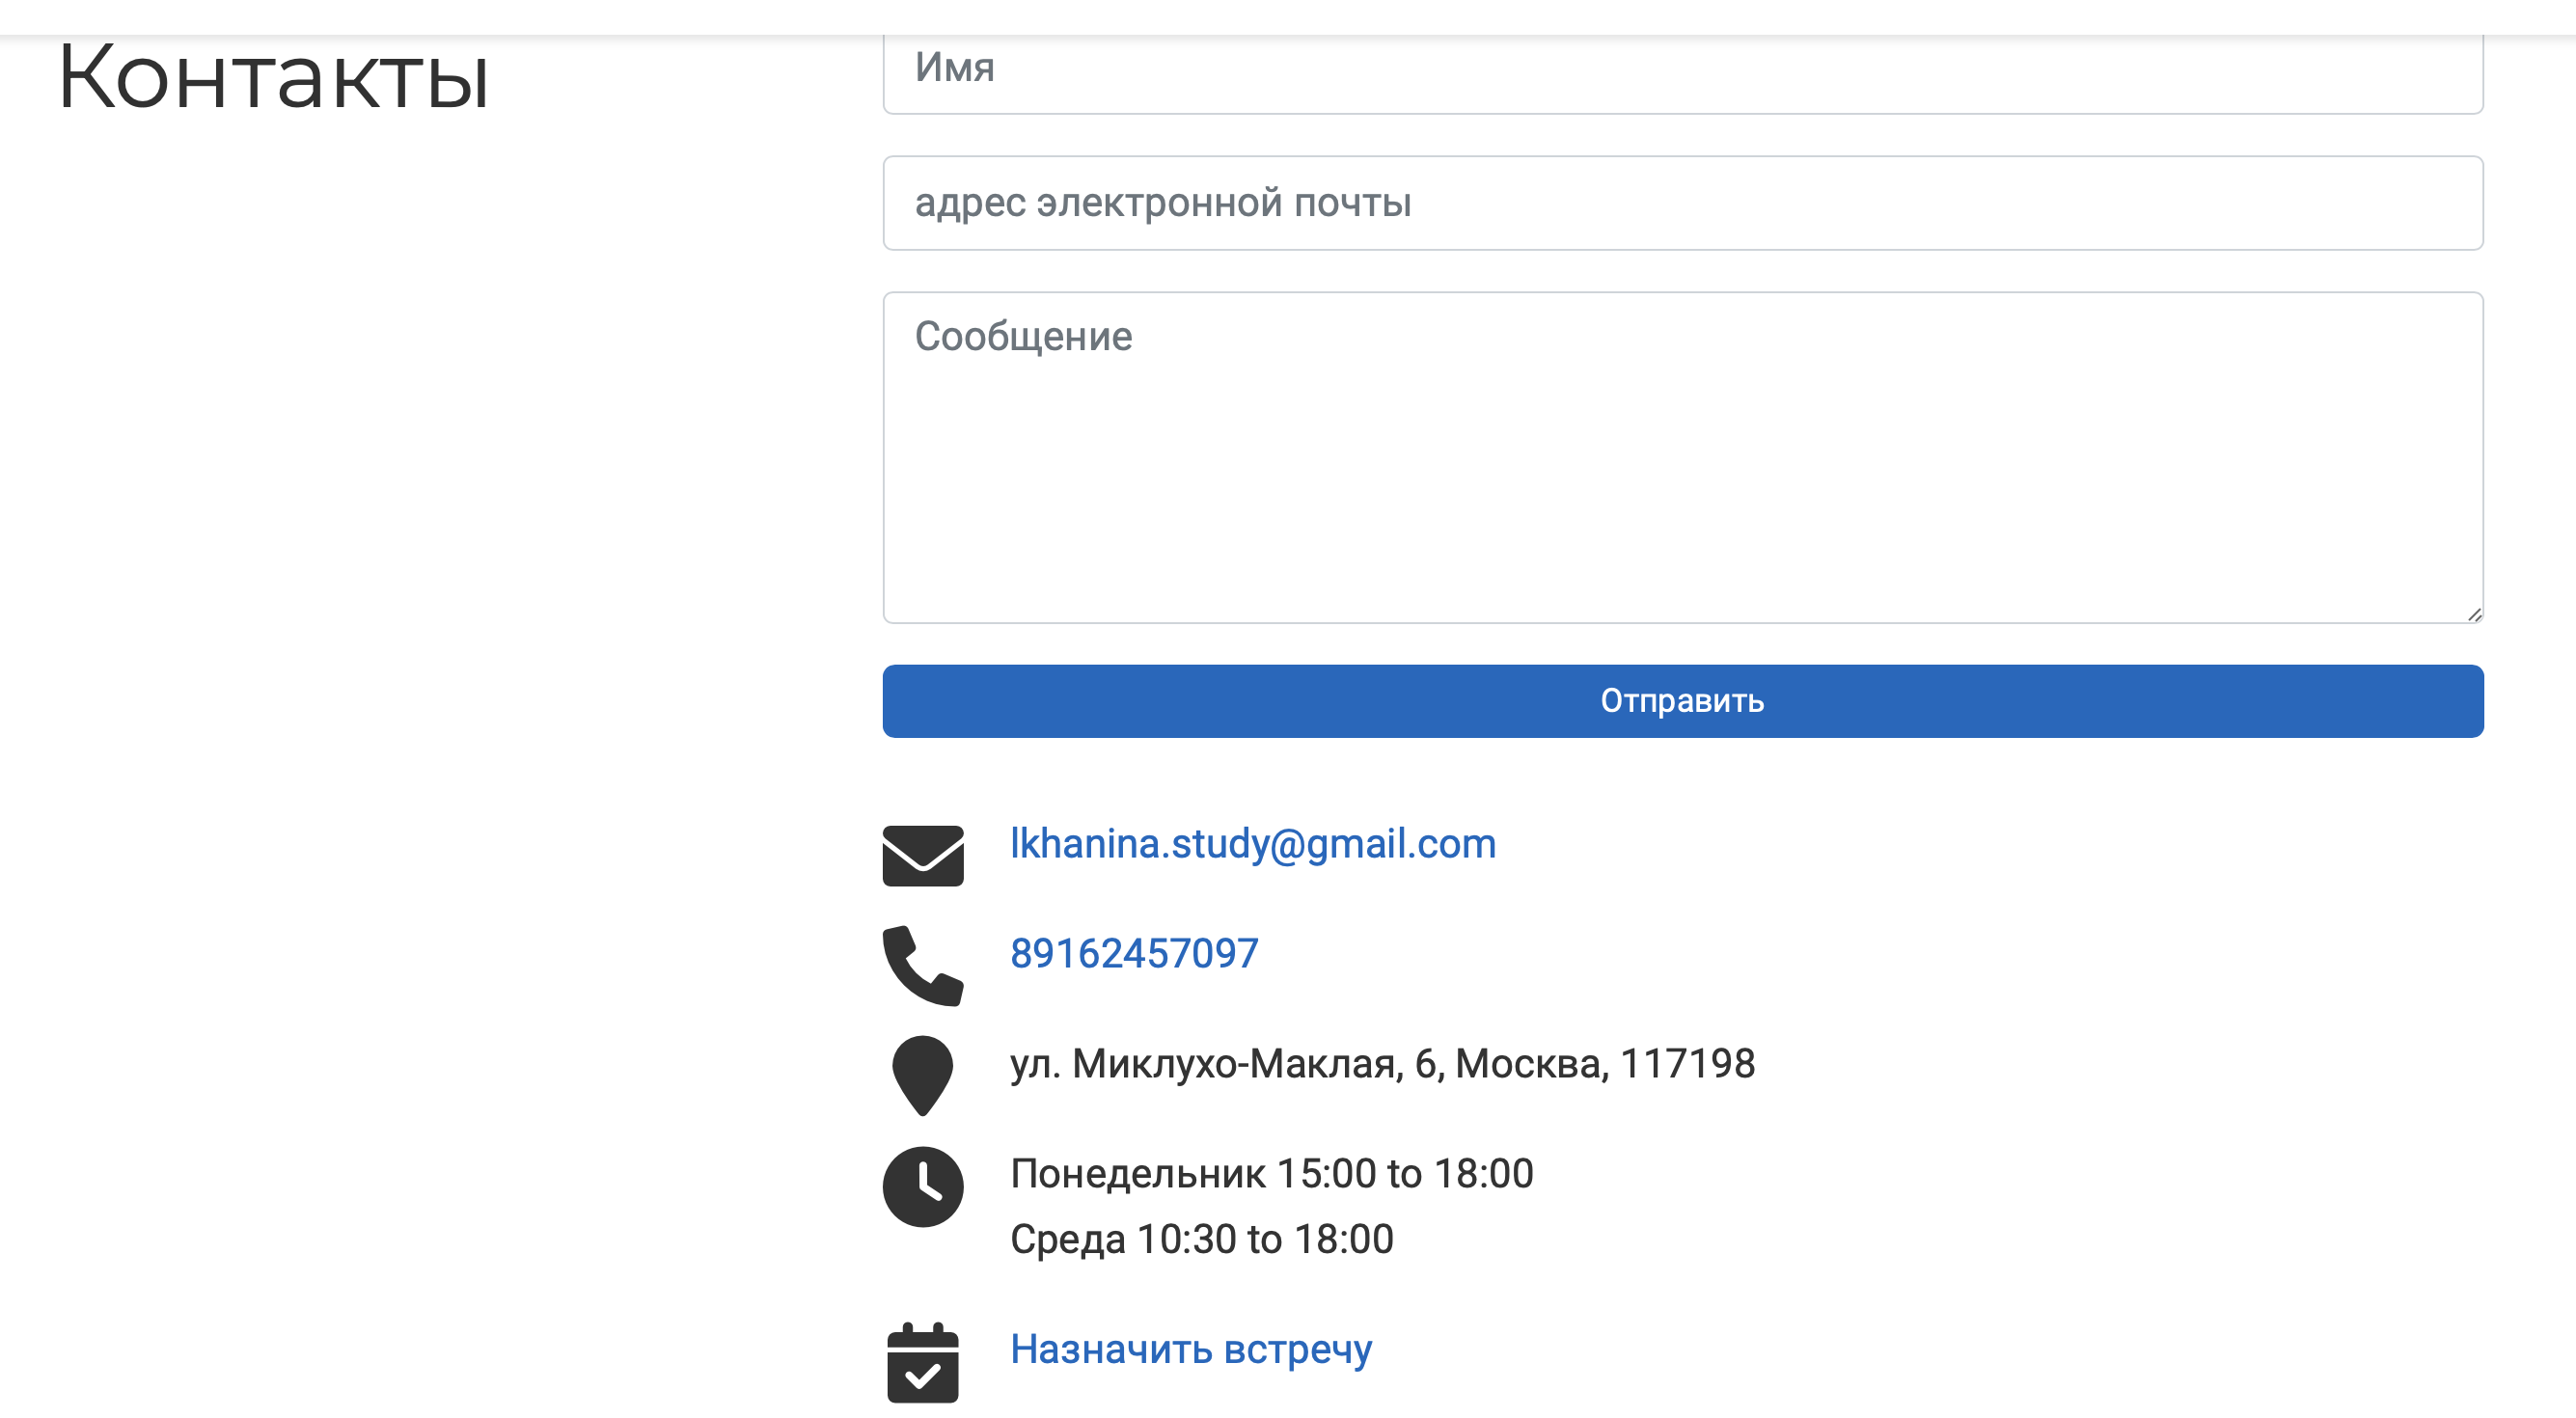 Контакты
Имя
адрес электронной почты
Сообщение
Отправить
lkhanina.study@gmail.com
89162457097
ул. Миклухо-Маклая, 6, Москва, 117198
Понедельник 15:00 to 18:00
Среда 10:30 to 18:00
Назначить встречу